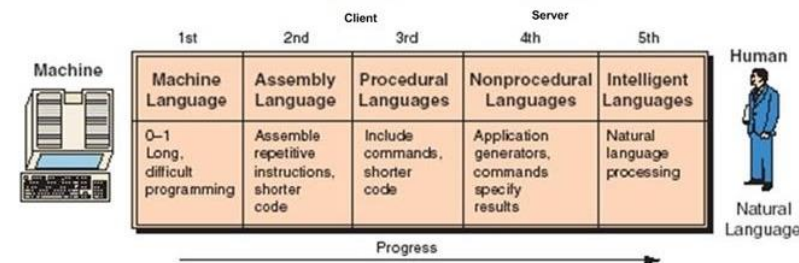 Client Server
1st 2nd 3rd 4th 5th
Machine
Human
Machine Language
Assembly Language
Procedural Languages
Nonprocedural Languages
Intelligent Languages
0–1
Long,
difficult
programming
Assemble
repetitive
instructions,
shorter
code
Include
commands,
shorter
code
Application
generators,
commands
specify
results
Natural
language
processing
Natural
Language
Progress